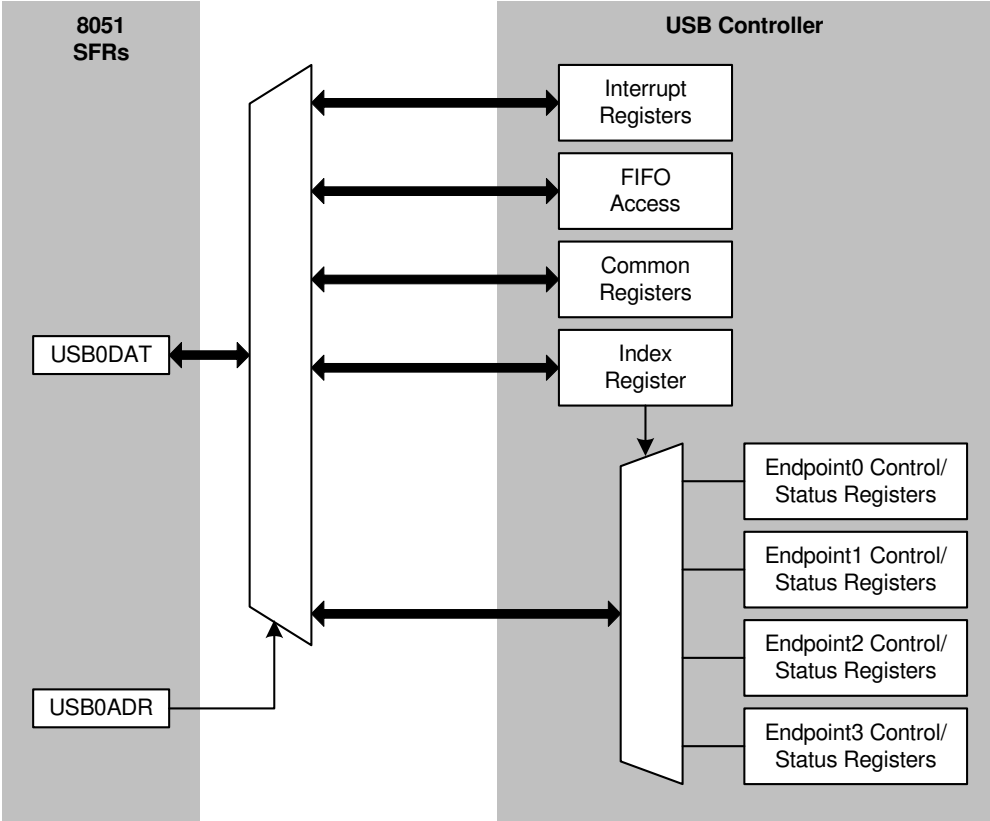 8051
SFRs
USB Controller
Interrupt
Registers
FIFO
Access
Common
Registers
USB0DAT
Index
Register
Endpoint0 Control/
Status Registers
Endpoint1 Control/
Status Registers
Endpoint2 Control/
Status Registers
USB0ADR
Endpoint3 Control/
Status Registers